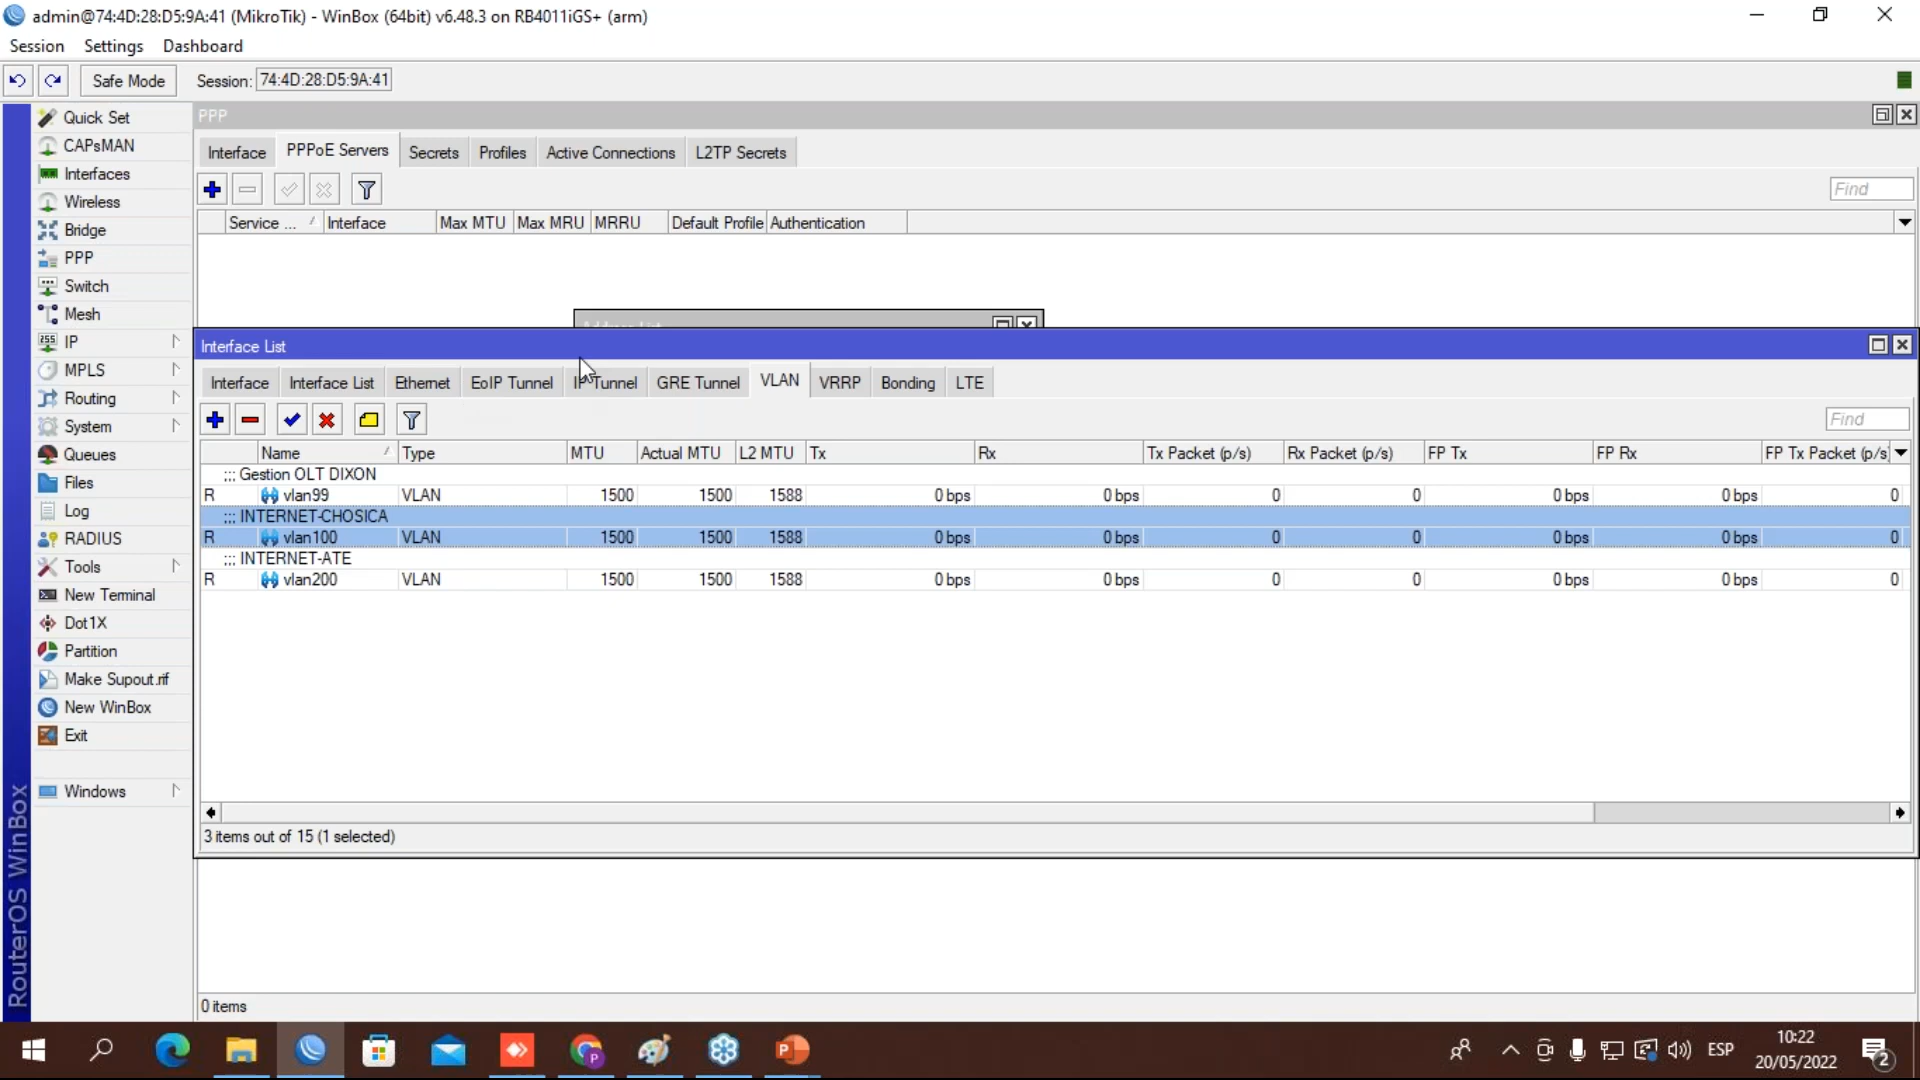 admin@74:4D:28:D5:9A:41 (MikroTik) - WinBox (64bit) v6.48.3 on RB4011iGS+ (arm)
Session Settings Dashboard
Safe Mode Session: 74:4D:28:D5:9A:41
Quick Set
CAPsMAN
Interfaces
Wireless
Bridge
PPP
Switch
Mesh
IP
MPLS
Routing
System
Queues
Files
Log
RADIUS
Tools
New Terminal
Dot1X
Partition
Make Supout.rif
New WinBox
Exit
Windows
RouterOS WinBox
PPP
Interface PPPoE Servers Secrets Profiles Active Connections L2TP Secrets
Find
Service ... Interface Max MTU Max MRU MRRU Default Profile Authentication
Interface List
Interface Interface List Ethernet EoIP Tunnel IP Tunnel GRE Tunnel VLAN VRRP Bonding LTE
Find
Name Type MTU Actual MTU L2 MTU Tx Rx Tx Packet (p/s) Rx Packet (p/s) FP Tx FP Rx FP Tx Packet (p/s
;;; Gestion OLT DIXON
R vlan99 VLAN 1500 1500 1588 0 bps 0 bps 0 0 0 bps 0 bps 0
;;; INTERNET-CHOSICA
R vlan100 VLAN 1500 1500 1588 0 bps 0 bps 0 0 0 bps 0 bps 0
;;; INTERNET-ATE
R vlan200 VLAN 1500 1500 1588 0 bps 0 bps 0 0 0 bps 0 bps 0
3 items out of 15 (1 selected)
0 items
ESP
10:22
20/05/2022
2